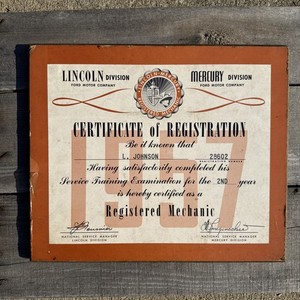 LINCOLN DIVISION MERCURY DIVISION
FORD MOTOR COMPANY FORD MOTOR COMPANY
1957
CERTIFICATE of REGISTRATION
Be it known that
L. JOHNSON 28602
Having satisfactorily completed his
Service Training Examination for the 2ND year
is hereby certified as a
Registered Mechanic
NATIONAL SERVICE MANAGER NATIONAL SERVICE MANAGER
LINCOLN DIVISION MERCURY DIVISION